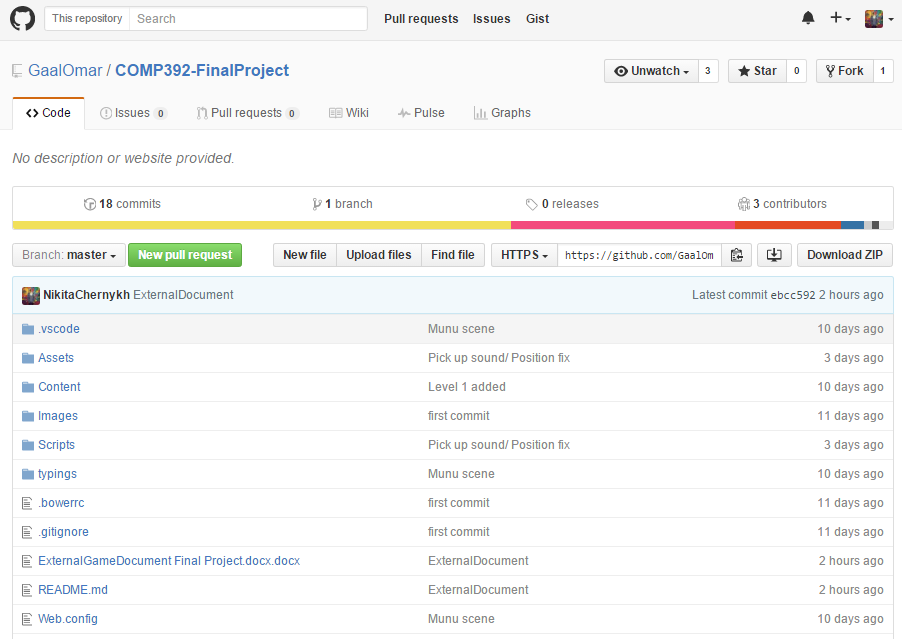 This repository Search Pull requests Issues Gist
GaalOmar / COMP392-FinalProject Unwatch 3 Star 0 Fork 1
Code Issues 0 Pull requests 0 Wiki Pulse Graphs
No description or website provided.
18 commits 1 branch 0 releases 3 contributors
Branch: master New pull request New file Upload files Find file HTTPS https://github.com/GaalOm Download ZIP
NikitaChernykh ExternalDocument Latest commit ebcc592 2 hours ago
.vscode Munu scene 10 days ago
Assets Pick up sound/ Position fix 3 days ago
Content Level 1 added 10 days ago
Images first commit 11 days ago
Scripts Pick up sound/ Position fix 3 days ago
typings Munu scene 10 days ago
.bowerrc first commit 11 days ago
.gitignore first commit 11 days ago
ExternalGameDocument Final Project.docx.docx ExternalDocument 2 hours ago
README.md ExternalDocument 2 hours ago
Web.config Munu scene 10 days ago